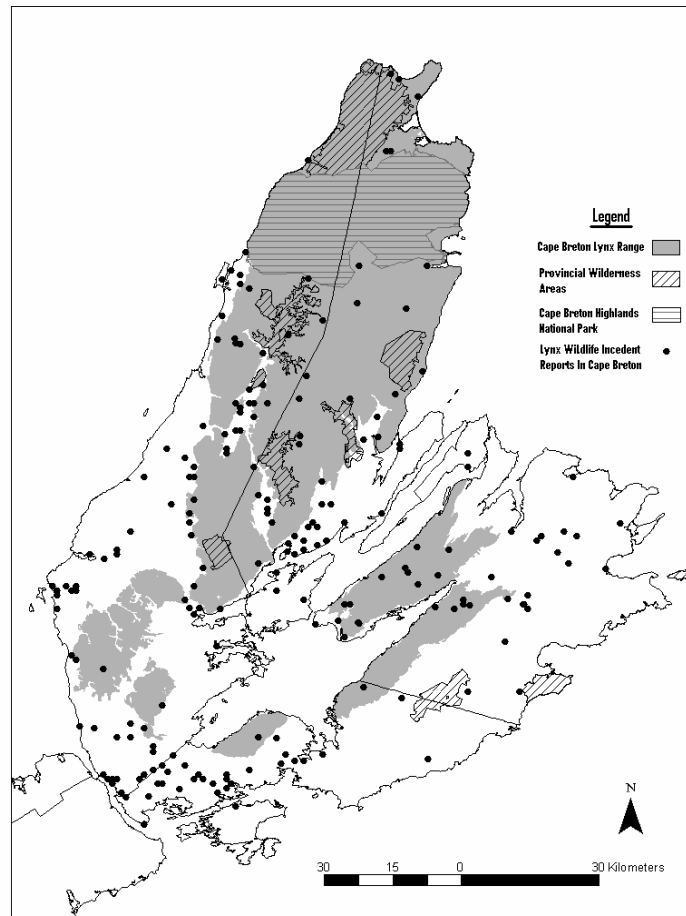 Legend
Cape Breton Lynx Range
Provincial Wilderness
Areas
Cape Breton Highlands
National Park
Lynx Wildlife Incedent
Reports In Cape Breton
N
30 15 0 30 Kilometers